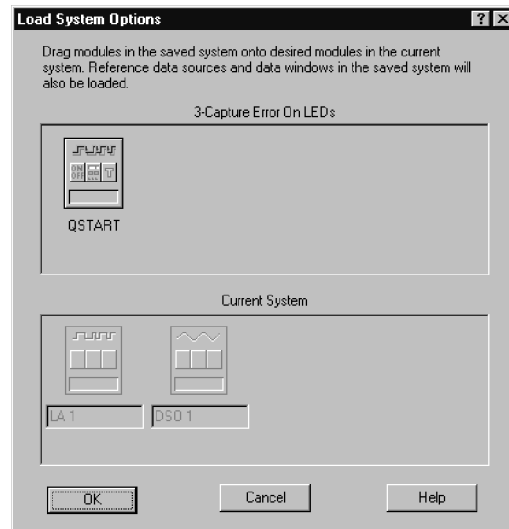 Load System Options
Drag modules in the saved system onto desired modules in the current
system. Reference data sources and data windows in the saved system will
also be loaded.
3-Capture Error On LEDs
ON
OFF
QSTART
Current System
LA 1
DSO 1
OK
Cancel
Help